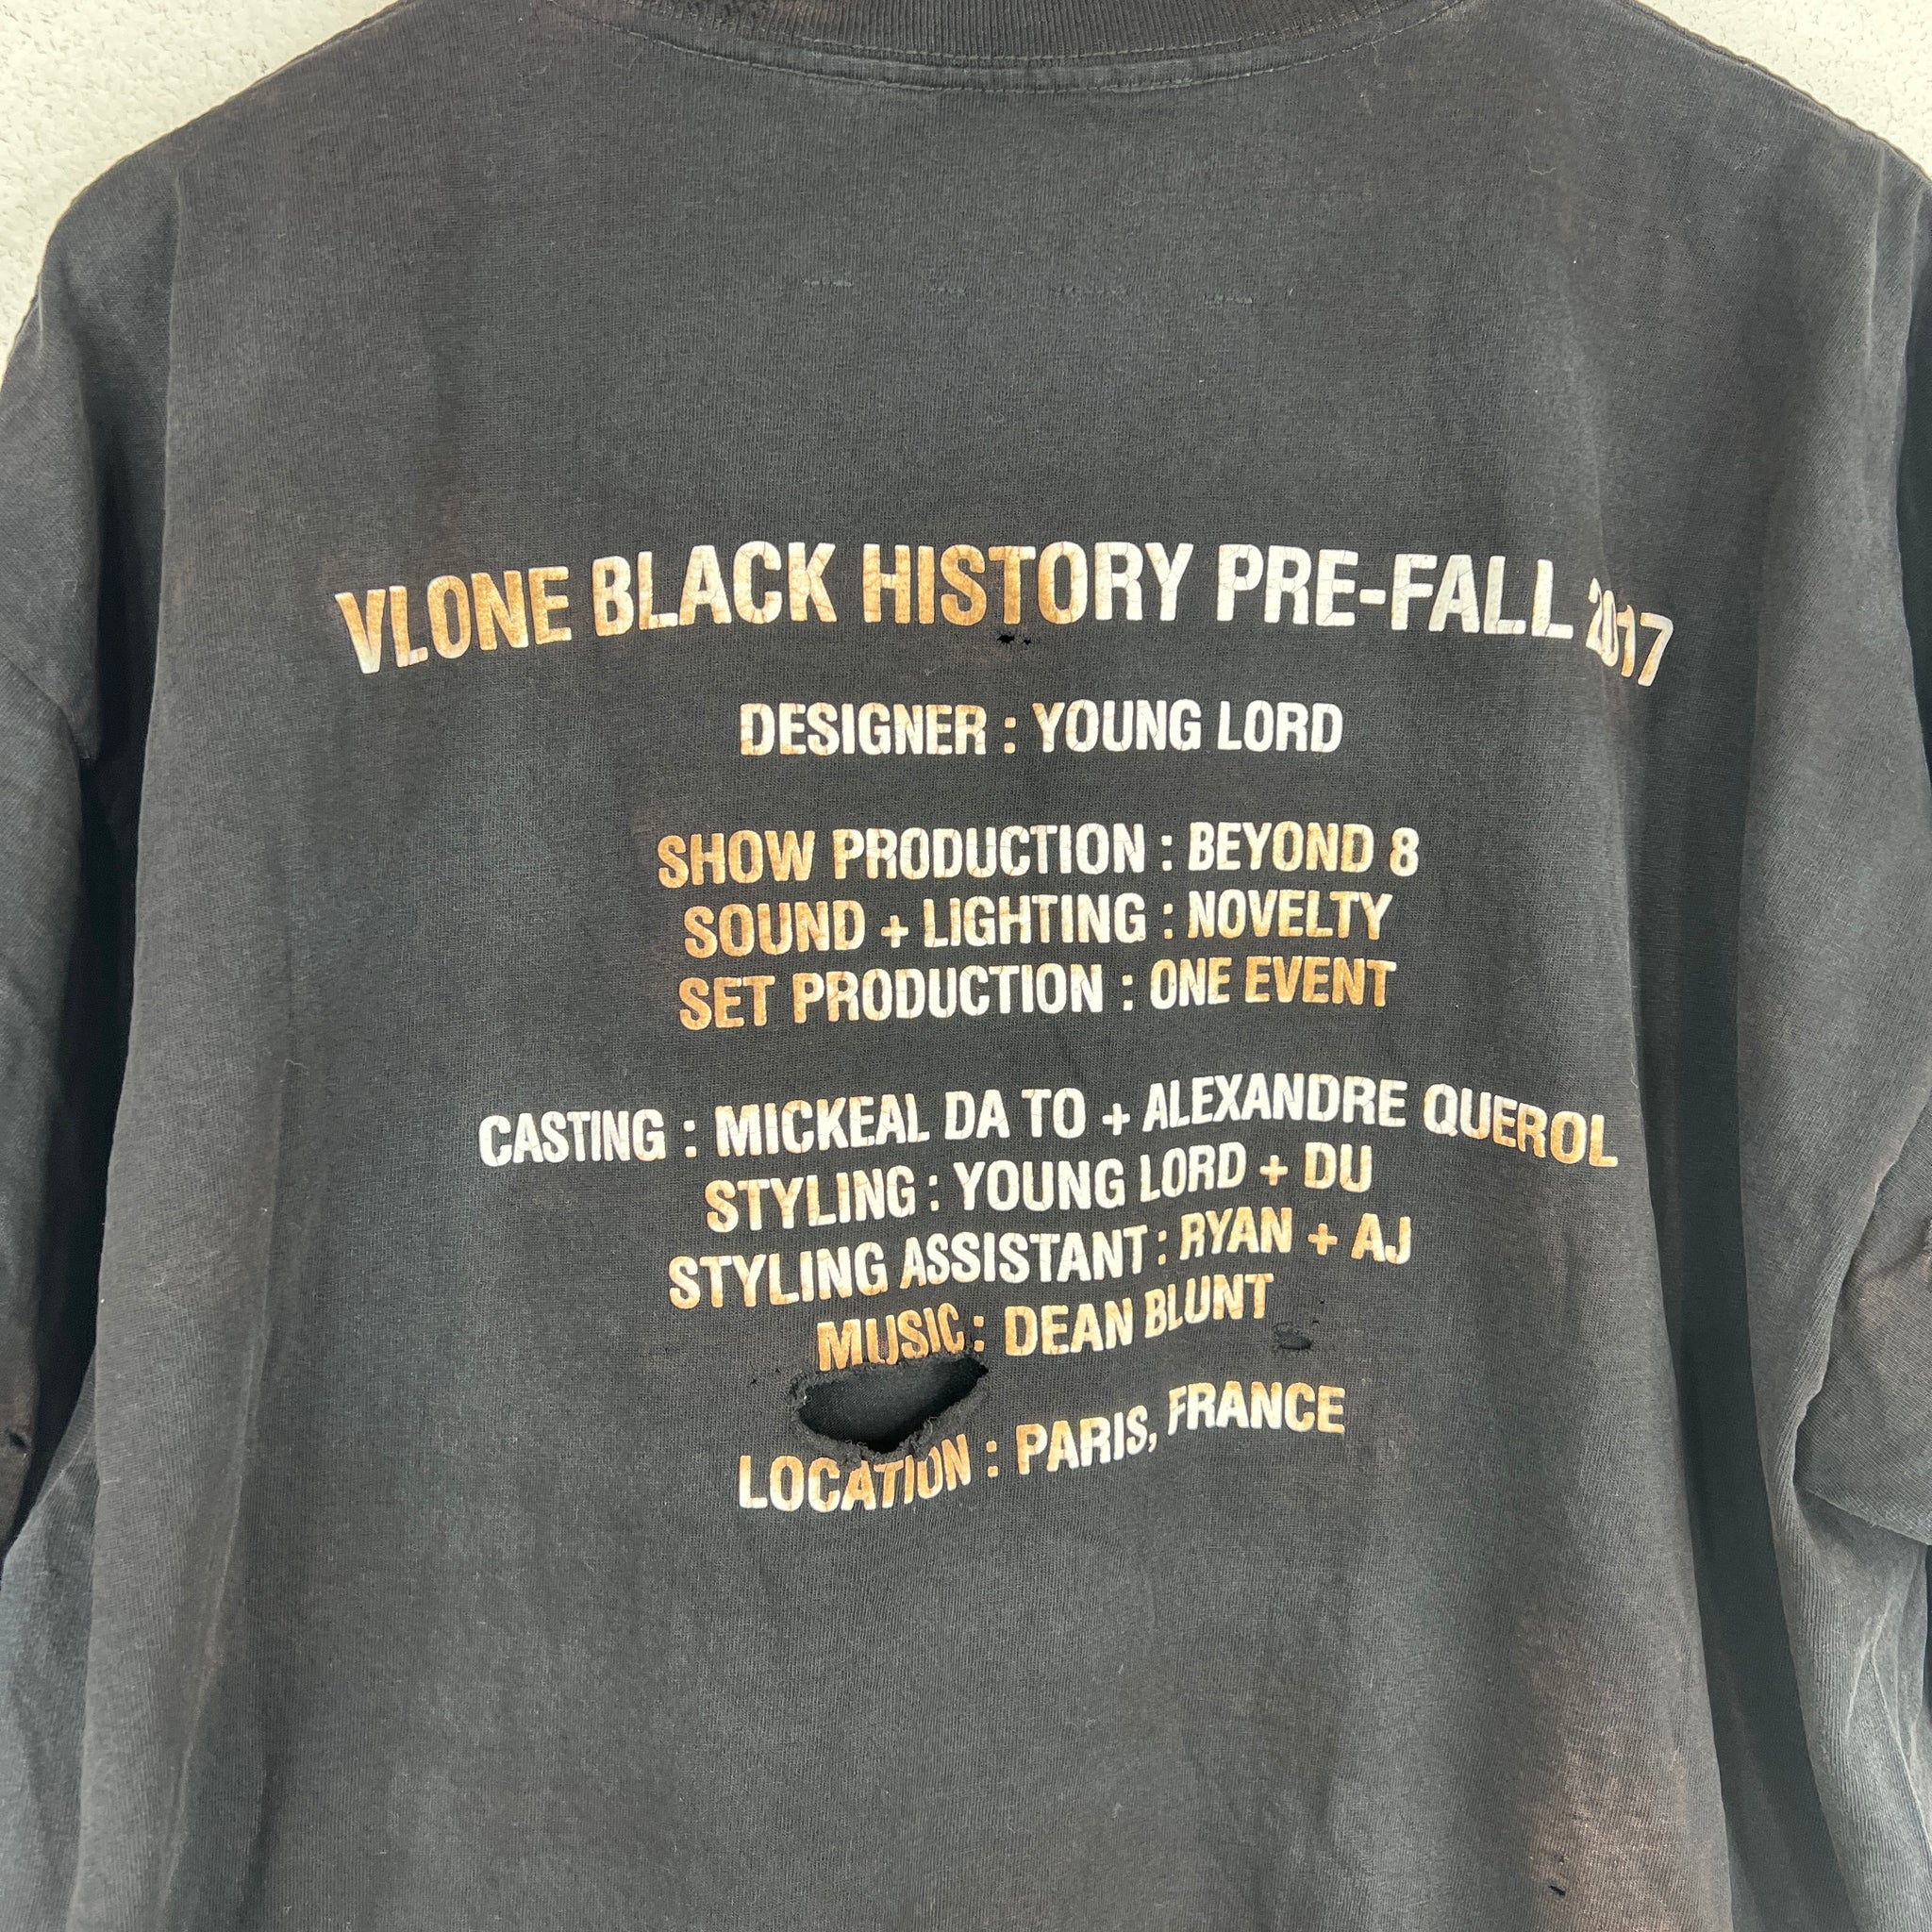 VLONE BLACK HISTORY PRE-FALL 2017
DESIGNER : YOUNG LORD
SHOW PRODUCTION : BEYOND 8
SOUND + LIGHTING : NOVELTY
SET PRODUCTION : ONE EVENT
CASTING : MICKEAL DA TO + ALEXANDRE QUEROL
STYLING : YOUNG LORD + DU
STYLING ASSISTANT : RYAN + AJ
MUSIC : DEAN BLUNT
LOCATION : PARIS, FRANCE